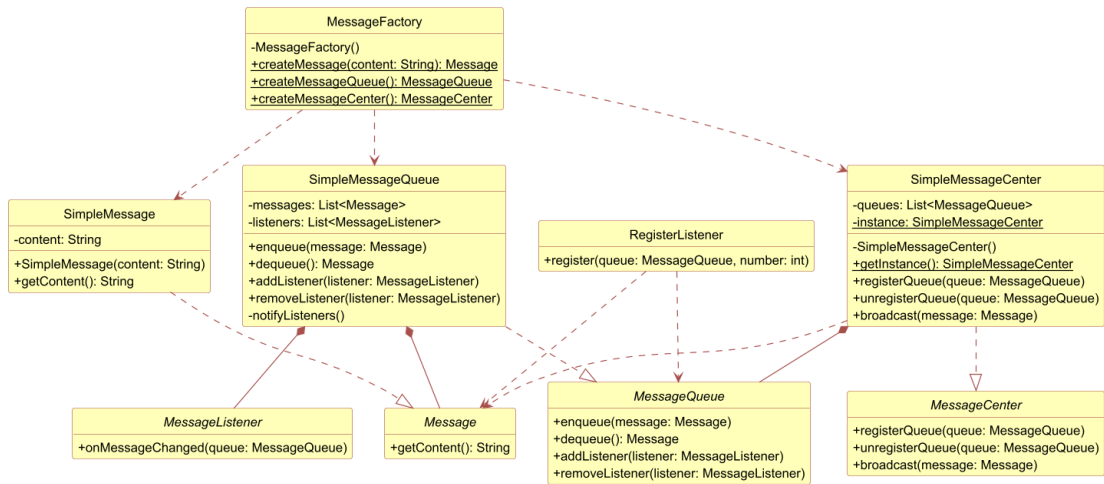 MessageFactory
-MessageFactory()
+createMessage(content: String): Message
+createMessageQueue(): MessageQueue
+createMessageCenter(): MessageCenter
SimpleMessage
-content: String
+SimpleMessage(content: String)
+getContent(): String
SimpleMessageQueue
-messages: List<Message>
-listeners: List<MessageListener>
+enqueue(message: Message)
+dequeue(): Message
+addListener(listener: MessageListener)
+removeListener(listener: MessageListener)
-notifyListeners()
RegisterListener
+register(queue: MessageQueue, number: int)
SimpleMessageCenter
-queues: List<MessageQueue>
-instance: SimpleMessageCenter
-SimpleMessageCenter()
+getInstance(): SimpleMessageCenter
+registerQueue(queue: MessageQueue)
+unregisterQueue(queue: MessageQueue)
+broadcast(message: Message)
MessageListener
+onMessageChanged(queue: MessageQueue)
Message
+getContent(): String
MessageQueue
+enqueue(message: Message)
+dequeue(): Message
+addListener(listener: MessageListener)
+removeListener(listener: MessageListener)
MessageCenter
+registerQueue(queue: MessageQueue)
+unregisterQueue(queue: MessageQueue)
+broadcast(message: Message)